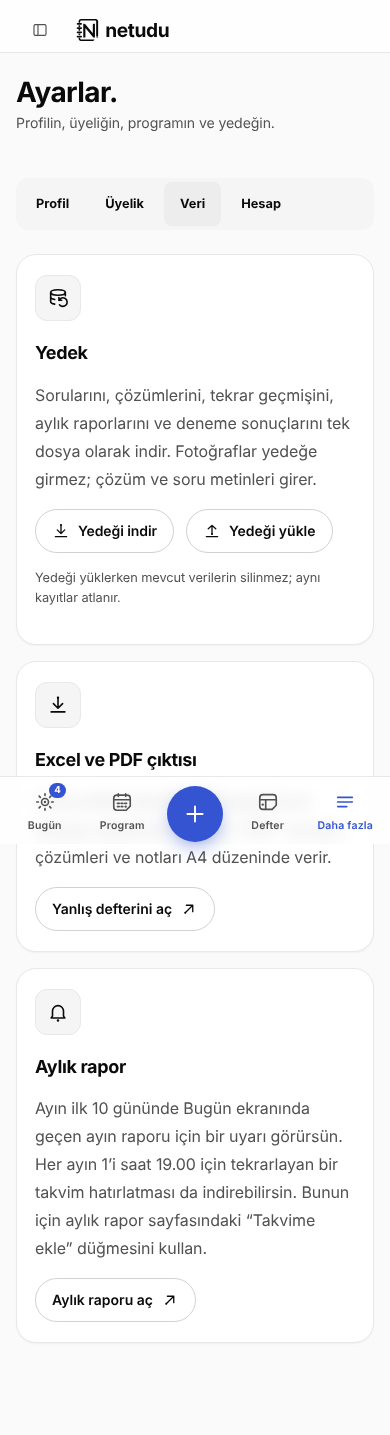 netudu
Ayarlar.
Profilin, üyeliğin, programın ve yedeğin.
Profil
Üyelik
Veri
Hesap
Yedek
Sorularını, çözümlerini, tekrar geçmişini,
aylık raporlarını ve deneme sonuçlarını tek
dosya olarak indir. Fotoğraflar yedeğe
girmez; çözüm ve soru metinleri girer.
Yedeği indir
Yedeği yükle
Yedeği yüklerken mevcut verilerin silinmez; aynı
kayıtlar atlanır.
Excel ve PDF çıktısı
4
Bugün
Program
Defter
Daha fazla
çözümleri ve notları A4 düzeninde verir.
Yanlış defterini aç
Aylık rapor
Ayın ilk 10 gününde Bugün ekranında
geçen ayın raporu için bir uyarı görürsün.
Her ayın 1’i saat 19.00 için tekrarlayan bir
takvim hatırlatması da indirebilirsin. Bunun
için aylık rapor sayfasındaki “Takvime
ekle” düğmesini kullan.
Aylık raporu aç